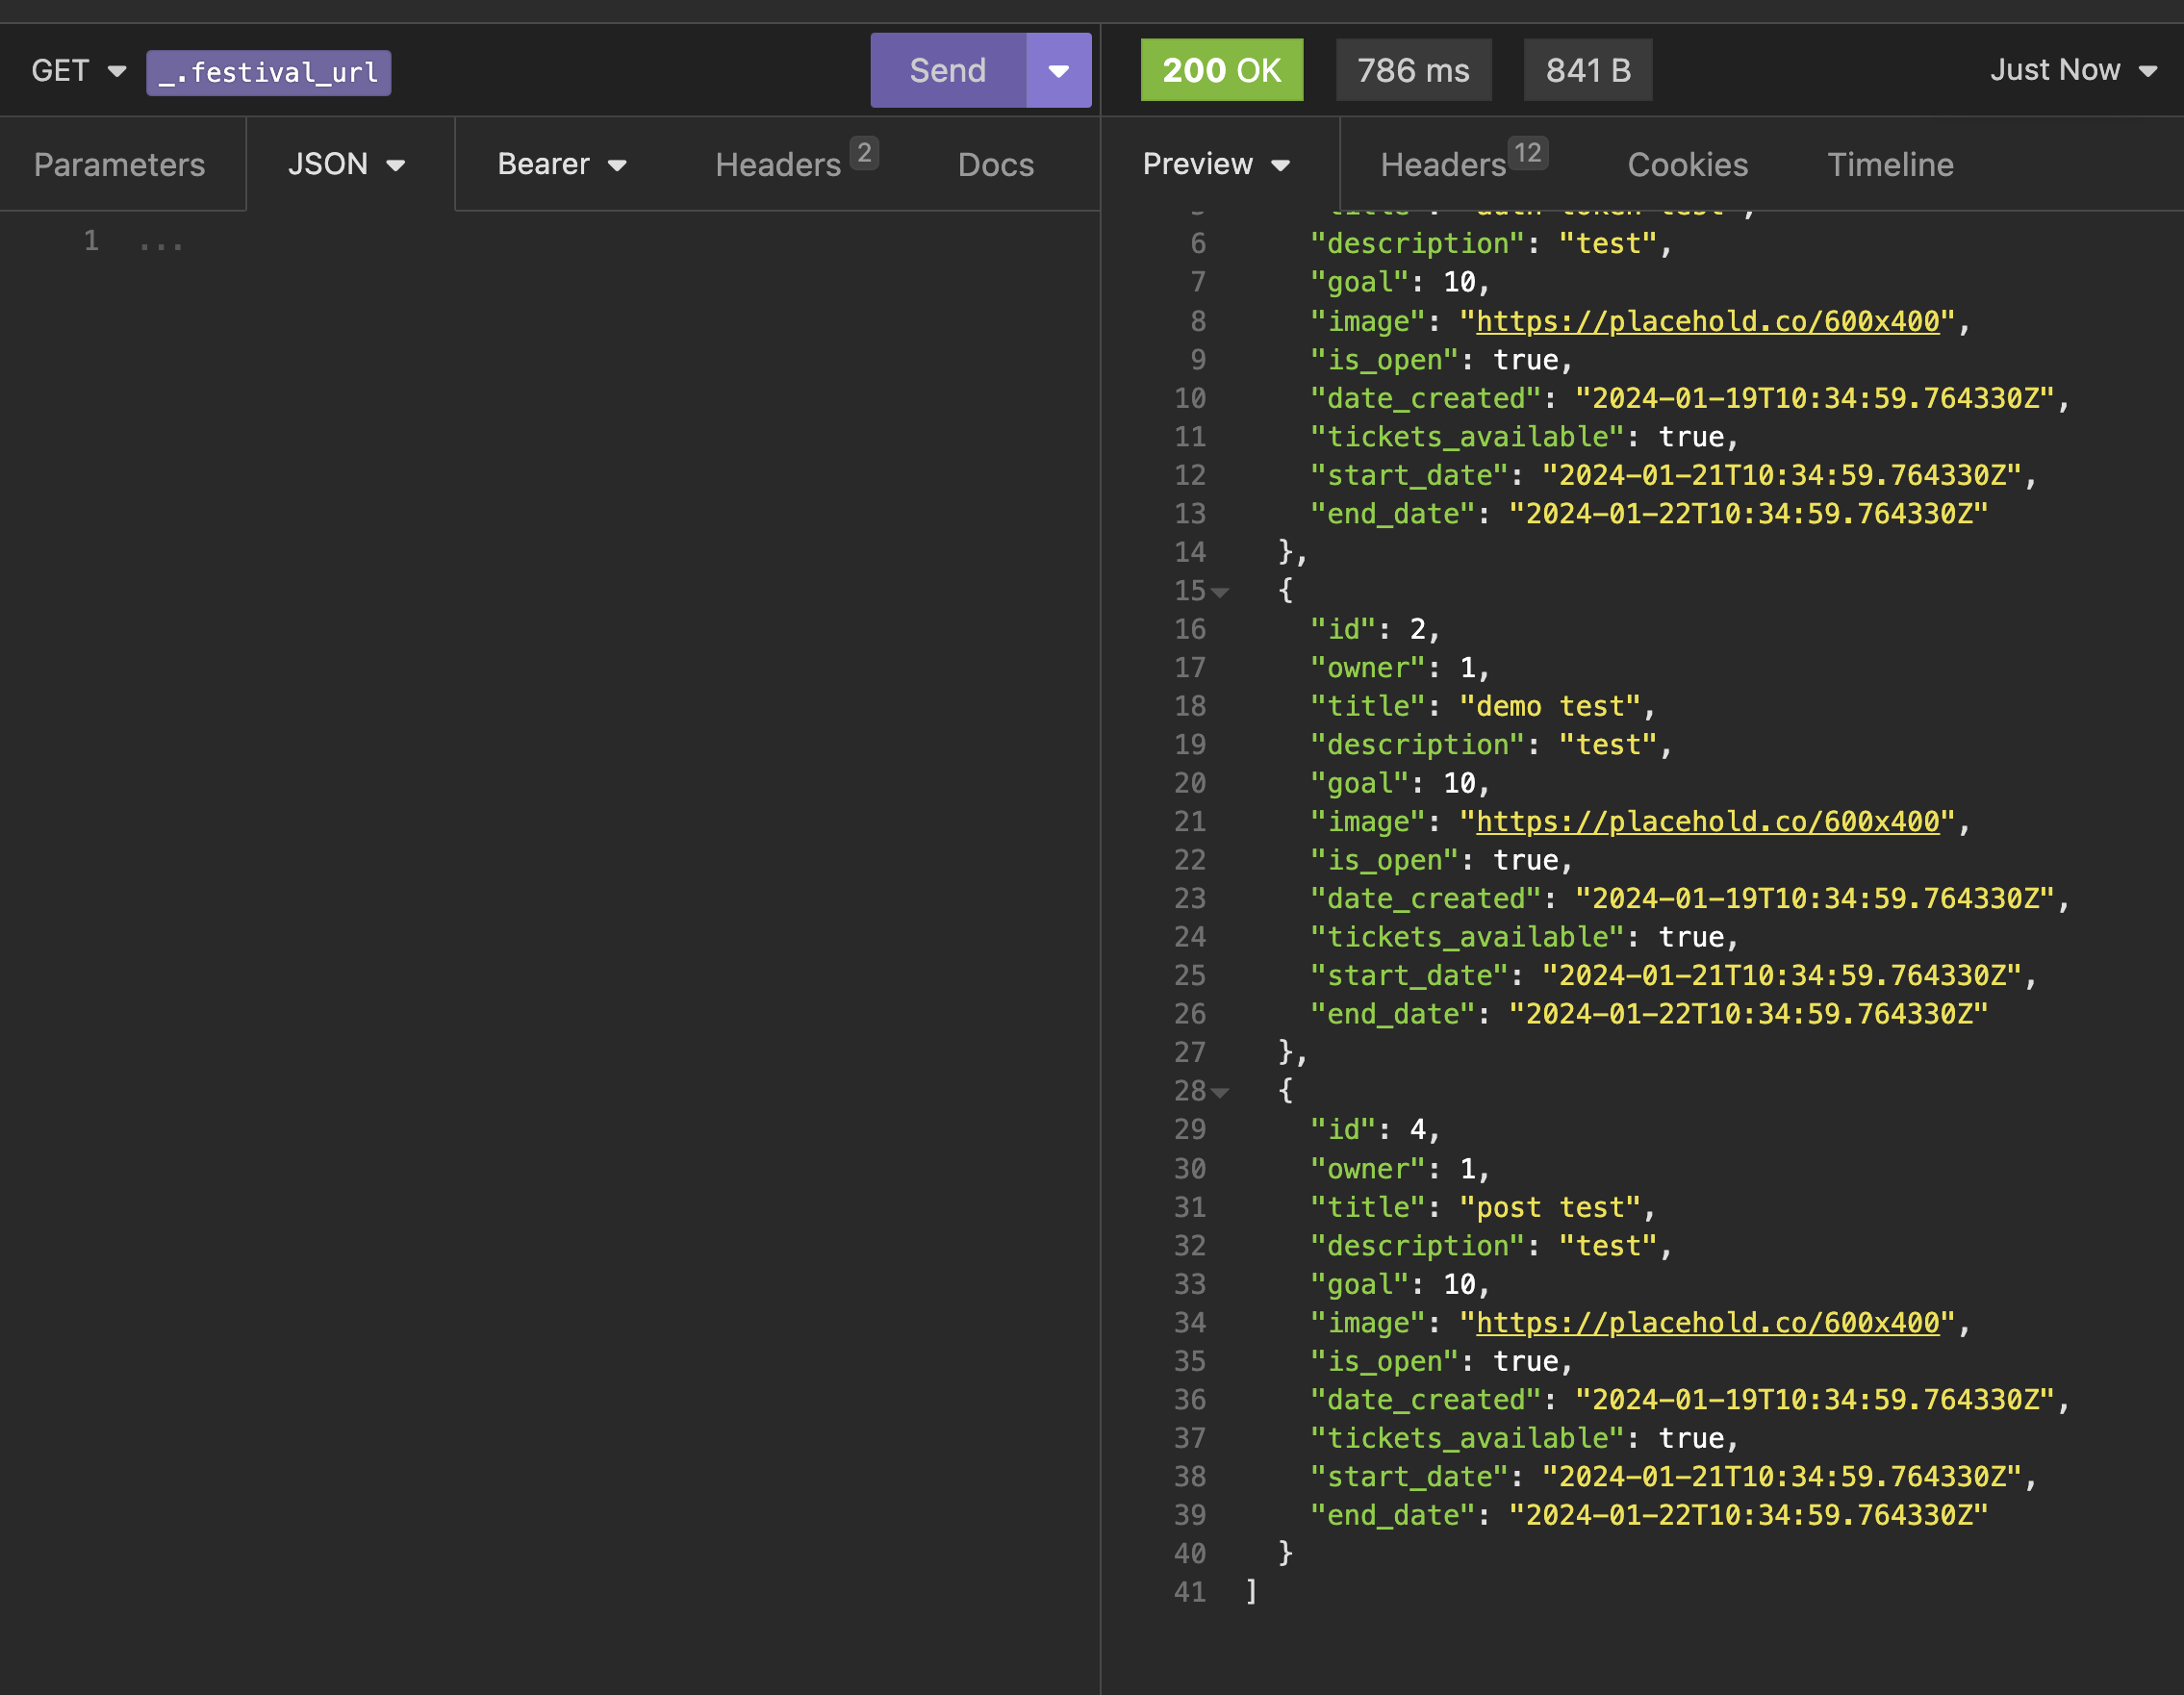 GET _.festival_url Send 200 OK 786 ms 841 B Just Now
Parameters JSON Bearer Headers 2 Docs Preview Headers 12 Cookies Timeline
1 ...
6 "description": "test",
7 "goal": 10,
8 "image": "https://placehold.co/600x400",
9 "is_open": true,
10 "date_created": "2024-01-19T10:34:59.764330Z",
11 "tickets_available": true,
12 "start_date": "2024-01-21T10:34:59.764330Z",
13 "end_date": "2024-01-22T10:34:59.764330Z"
14 },
15 {
16 "id": 2,
17 "owner": 1,
18 "title": "demo test",
19 "description": "test",
20 "goal": 10,
21 "image": "https://placehold.co/600x400",
22 "is_open": true,
23 "date_created": "2024-01-19T10:34:59.764330Z",
24 "tickets_available": true,
25 "start_date": "2024-01-21T10:34:59.764330Z",
26 "end_date": "2024-01-22T10:34:59.764330Z"
27 },
28 {
29 "id": 4,
30 "owner": 1,
31 "title": "post test",
32 "description": "test",
33 "goal": 10,
34 "image": "https://placehold.co/600x400",
35 "is_open": true,
36 "date_created": "2024-01-19T10:34:59.764330Z",
37 "tickets_available": true,
38 "start_date": "2024-01-21T10:34:59.764330Z",
39 "end_date": "2024-01-22T10:34:59.764330Z"
40 }
41 ]